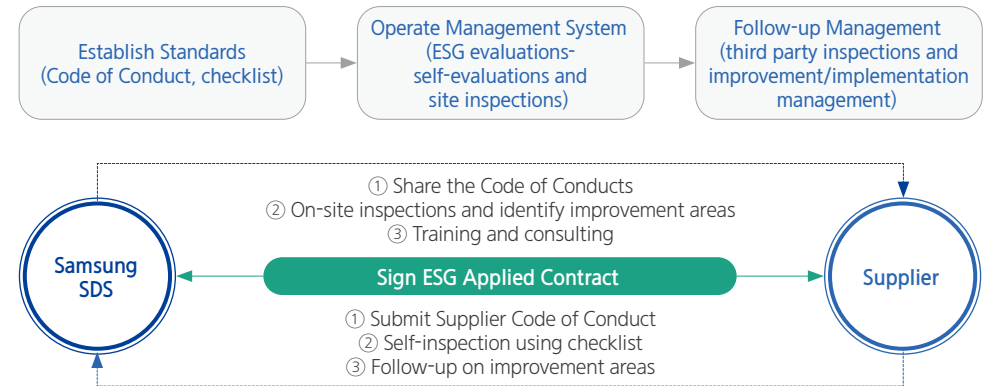 Establish Standards
(Code of Conduct, checklist)
Operate Management System
(ESG evaluations-
self-evaluations and
site inspections)
Follow-up Management
(third party inspections and
improvement/implementation
management)
① Share the Code of Conducts
② On-site inspections and identify improvement areas
③ Training and consulting
Samsung
SDS
Sign ESG Applied Contract
Supplier
① Submit Supplier Code of Conduct
② Self-inspection using checklist
③ Follow-up on improvement areas